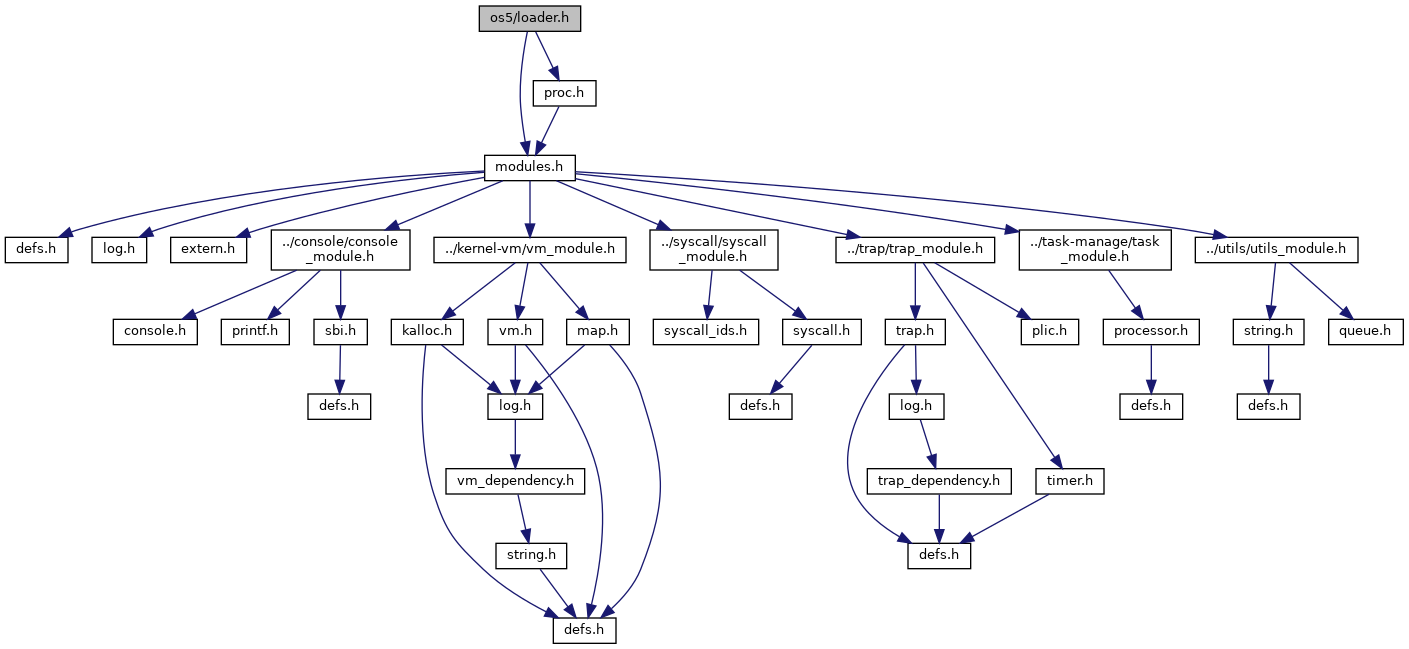 os5/loader.h
proc.h
modules.h
defs.h
log.h
extern.h
../console/console
_module.h
../kernel-vm/vm_module.h
../syscall/syscall
_module.h
../trap/trap_module.h
../task-manage/task
_module.h
../utils/utils_module.h
console.h
printf.h
sbi.h
kalloc.h
vm.h
map.h
syscall_ids.h
syscall.h
trap.h
plic.h
processor.h
string.h
queue.h
defs.h
log.h
defs.h
log.h
defs.h
defs.h
vm_dependency.h
trap_dependency.h
timer.h
string.h
defs.h
defs.h